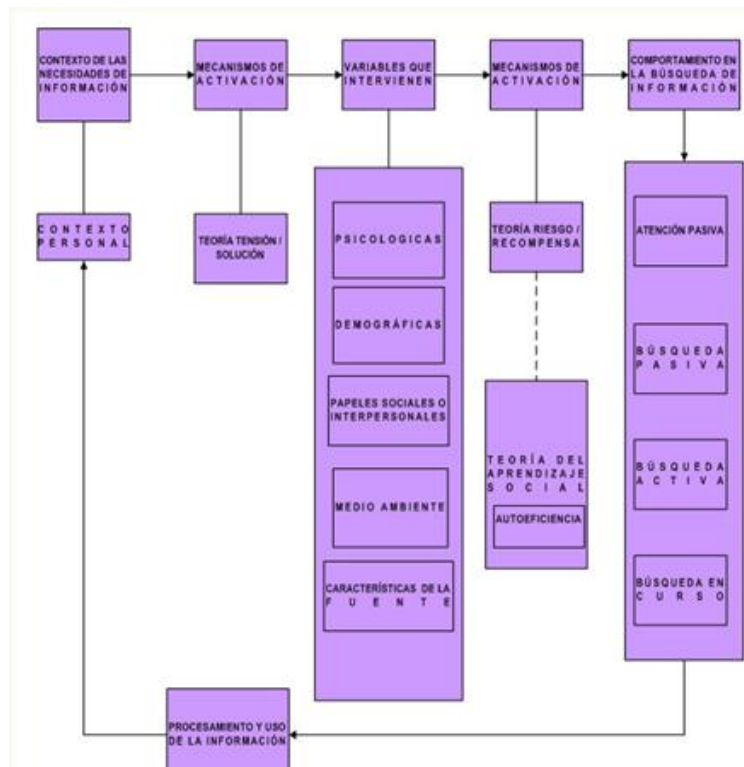 CONTEXTO DE LAS
NECESIDADES DE
INFORMACIÓN
MECANISMOS DE
ACTIVACIÓN
VARIABLES QUE
INTERVIENEN
MECANISMOS DE
ACTIVACIÓN
COMPORTAMIENTO EN
LA BÚSQUEDA DE
INFORMACIÓN
CONTEXTO
PERSONAL
TEORÍA TENSIÓN /
SOLUCIÓN
PSICOLOGICAS
DEMOGRÁFICAS
PAPELES SOCIALES O
INTERPERSONALES
MEDIO AMBIENTE
CARACTERÍSTICAS DE LA
FUENTE
TEORÍA RIESGO /
RECOMPENSA
TEORÍA DEL
APRENDIZAJE
SOCIAL
AUTOEFICIENCIA
ATENCIÓN PASIVA
BÚSQUEDA
PASIVA
BÚSQUEDA
ACTIVA
BÚSQUEDA EN
CURSO
PROCESAMIENTO Y USO
DE LA INFORMACIÓN